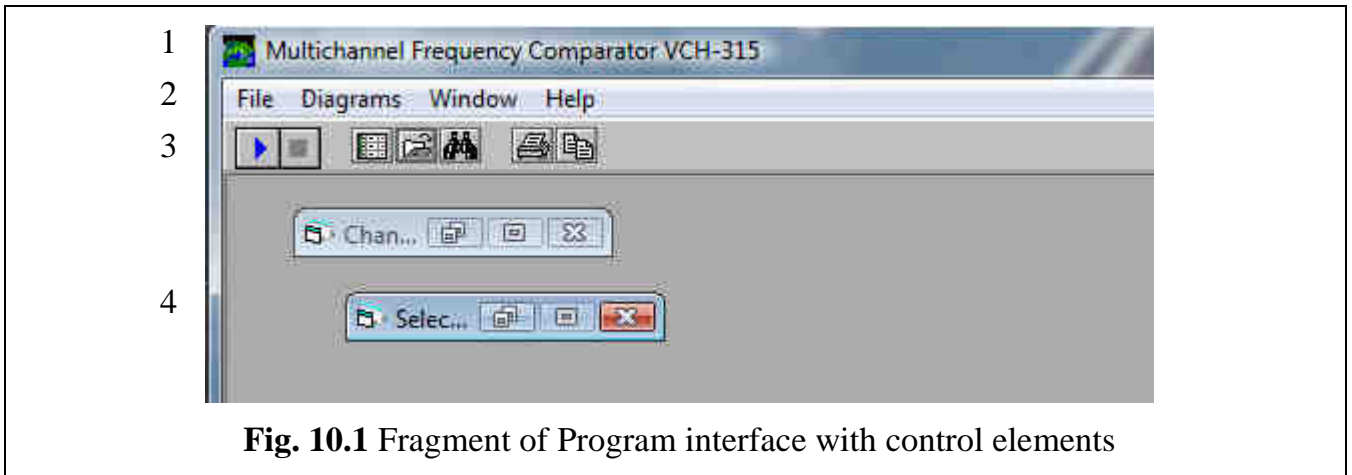 1 Multichannel Frequency Comparator VCH-315
2 File Diagrams Window Help
3
Chan...
4 Selec...
Fig. 10.1 Fragment of Program interface with control elements